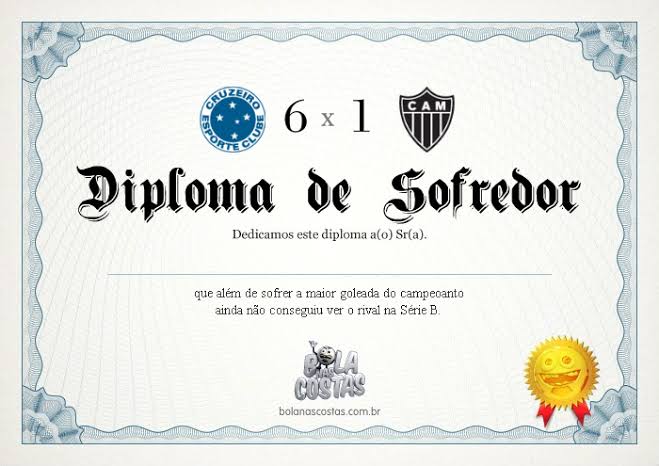 CRUZEIRO
ESPORTE CLUBE
6 x 1
CAM
Diploma de Sofredor
Dedicamos este diploma a(o) Sr(a).
que além de sofrer a maior goleada do campeoanto
ainda não conseguiu ver o rival na Série B.
BOLA
NAS
COSTAS
bolanascostas.com.br